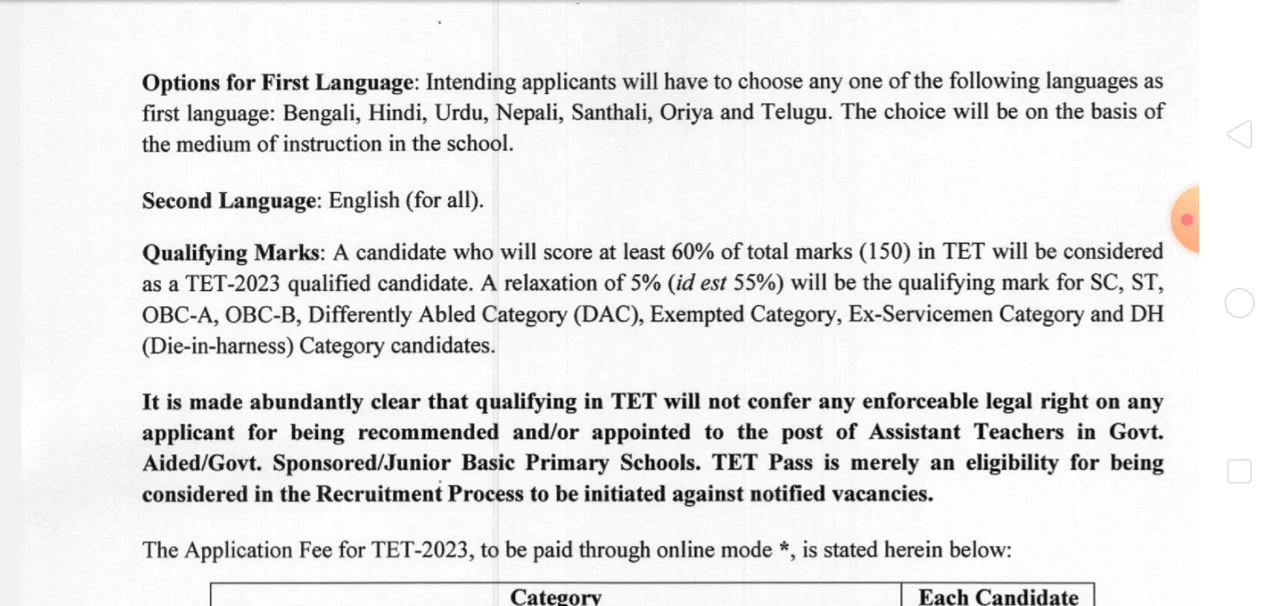 Options for First Language: Intending applicants will have to choose any one of the following languages as
first language: Bengali, Hindi, Urdu, Nepali, Santhali, Oriya and Telugu. The choice will be on the basis of
the medium of instruction in the school.
Second Language: English (for all).
Qualifying Marks: A candidate who will score at least 60% of total marks (150) in TET will be considered
as a TET-2023 qualified candidate. A relaxation of 5% (id est 55%) will be the qualifying mark for SC, ST,
OBC-A, OBC-B, Differently Abled Category (DAC), Exempted Category, Ex-Servicemen Category and DH
(Die-in-harness) Category candidates.
It is made abundantly clear that qualifying in TET will not confer any enforceable legal right on any
applicant for being recommended and/or appointed to the post of Assistant Teachers in Govt.
Aided/Govt. Sponsored/Junior Basic Primary Schools. TET Pass is merely an eligibility for being
considered in the Recruitment Process to be initiated against notified vacancies.
The Application Fee for TET-2023, to be paid through online mode *, is stated herein below:
Category Each Candidate